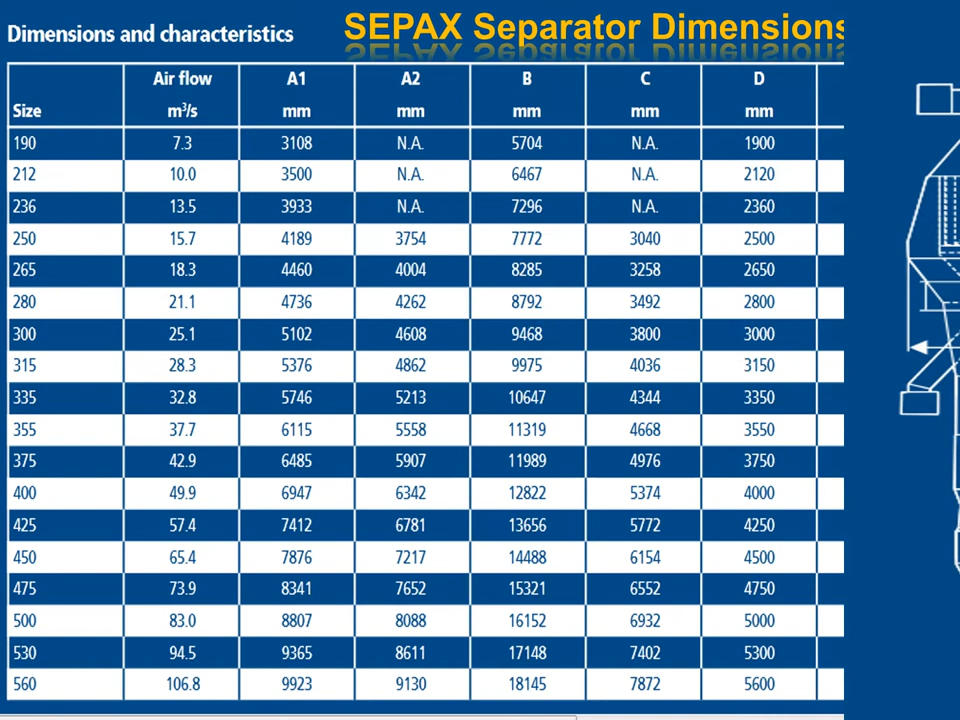 Dimensions and characteristics
SEPAX Separator Dimensions
Size Air flow m³/s A1 mm A2 mm B mm C mm D mm
190 7.3 3108 N.A. 5704 N.A. 1900
212 10.0 3500 N.A. 6467 N.A. 2120
236 13.5 3933 N.A. 7296 N.A. 2360
250 15.7 4189 3754 7772 3040 2500
265 18.3 4460 4004 8285 3258 2650
280 21.1 4736 4262 8792 3492 2800
300 25.1 5102 4608 9468 3800 3000
315 28.3 5376 4862 9975 4036 3150
335 32.8 5746 5213 10647 4344 3350
355 37.7 6115 5558 11319 4668 3550
375 42.9 6485 5907 11989 4976 3750
400 49.9 6947 6342 12822 5374 4000
425 57.4 7412 6781 13656 5772 4250
450 65.4 7876 7217 14488 6154 4500
475 73.9 8341 7652 15321 6552 4750
500 83.0 8807 8088 16152 6932 5000
530 94.5 9365 8611 17148 7402 5300
560 106.8 9923 9130 18145 7872 5600